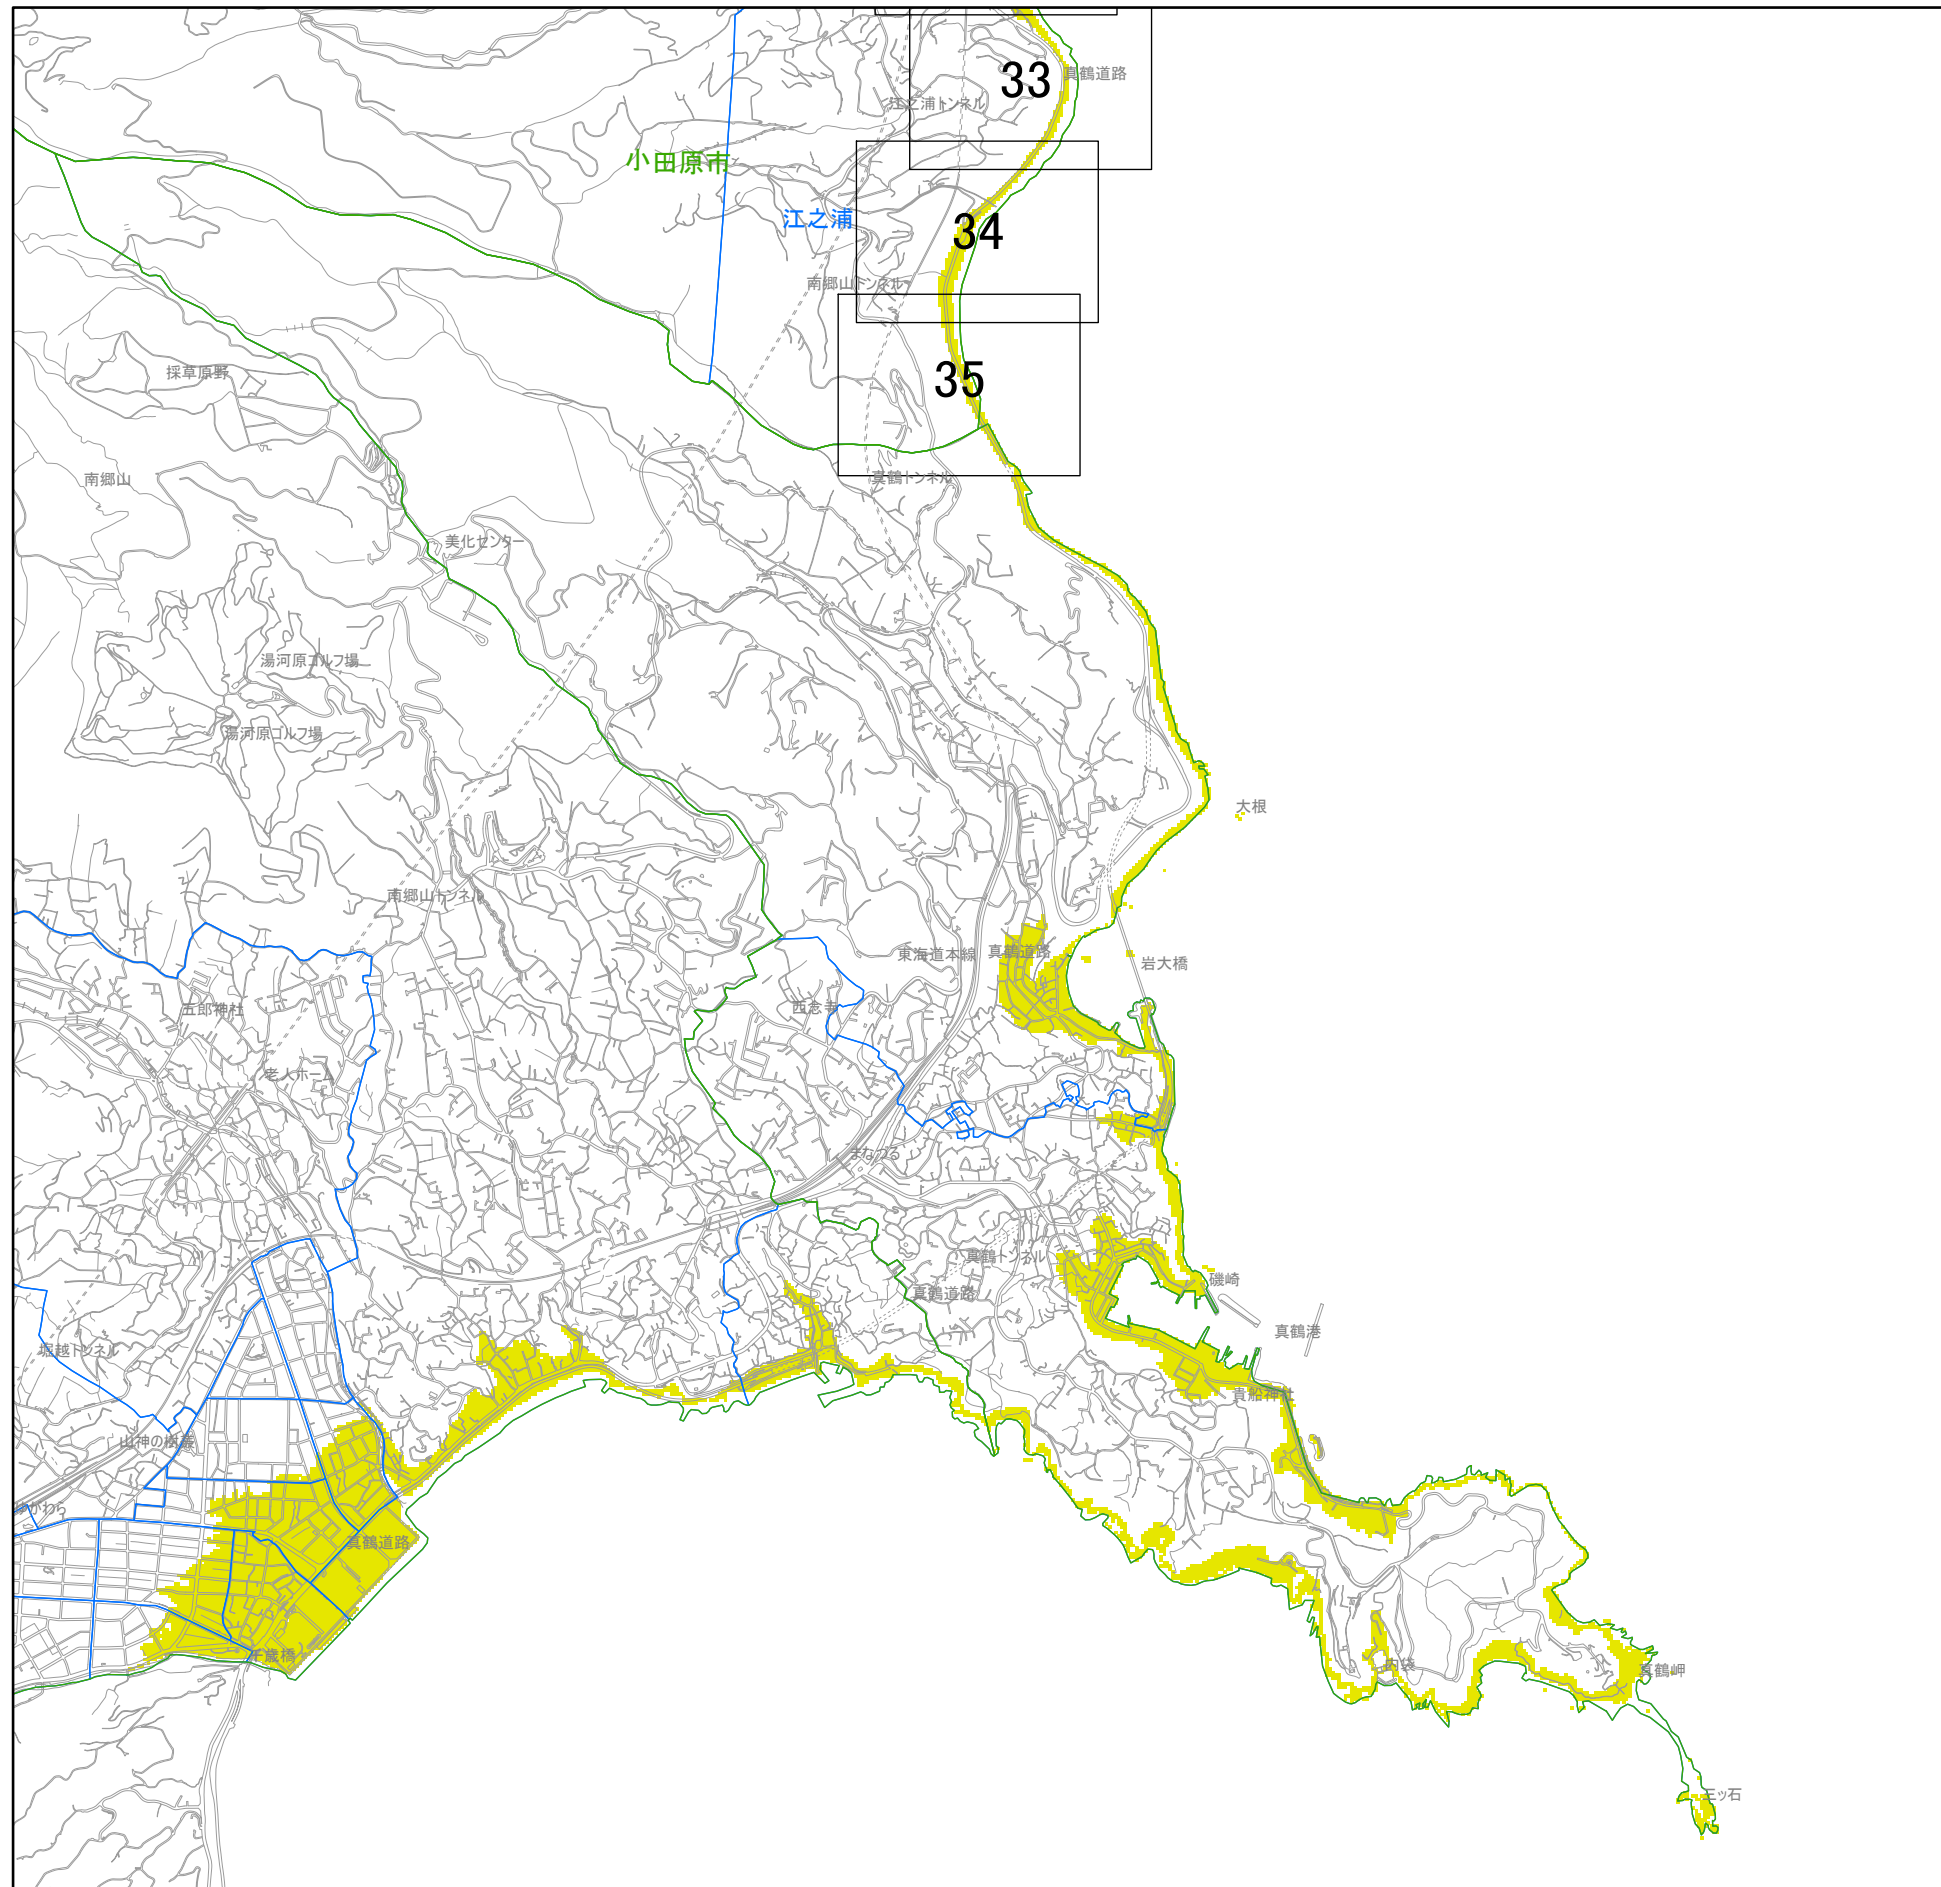 33
真鶴道路
江之浦トンネル
小田原市
江之浦
34
南郷山トンネル
35
採草原野
南郷山
真鶴トンネル
美化センター
湯河原ゴルフ場
湯河原ゴルフ場
大根
南郷山トンネル
東海道本線
真鶴道路
岩大橋
五郎神社
西念寺
老人ホーム
まなづる
真鶴トンネル
磯崎
真鶴道路
真鶴港
堀越トンネル
貴船神社
山神の樹叢
ゆがわら
真鶴道路
千歳橋
内袋
真鶴岬
三ッ石